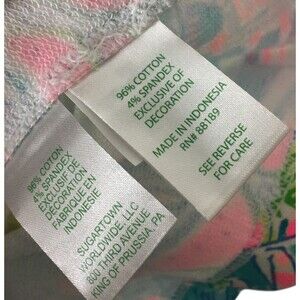 96% COTTON
4% SPANDEX
EXCLUSIVE OF
DECORATION
MADE IN INDONESIA
RN# 88189
SEE REVERSE
FOR CARE
96% COTON
4% SPANDEX
EXCLUSIF DE
DECORATION
FABRIQUE EN
INDONESIE
SUGARTOWN
WORLDWIDE, LLC
800 THIRD AVENUE
KING OF PRUSSIA, PA.